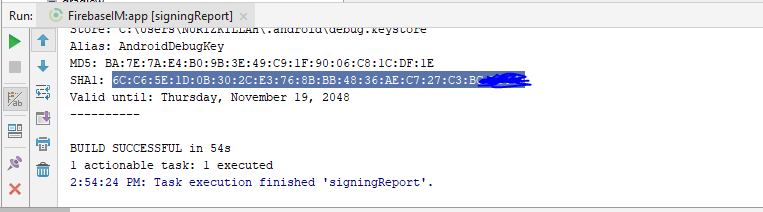 Run: FirebaseIM:app [signingReport] ×
Store: C:\Users\NURIZKILLAH\.android\debug.keystore
Alias: AndroidDebugKey
MD5: BA:7E:7A:E4:B0:9B:3E:49:C9:1F:90:06:C8:1C:DF:1E
SHA1: 6C:C6:5E:1D:0B:30:2C:E3:76:8B:BB:48:36:AE:C7:27:C3:
Valid until: Thursday, November 19, 2048
----------
BUILD SUCCESSFUL in 54s
1 actionable task: 1 executed
2:54:24 PM: Task execution finished 'signingReport'.